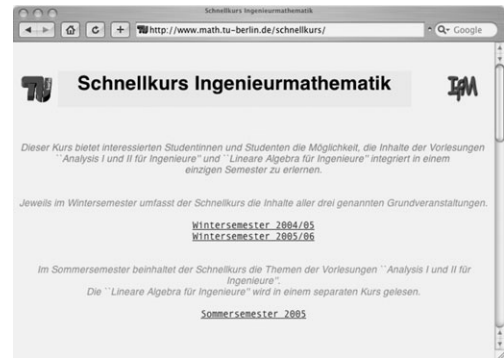 Schnellkurs Ingenieurmathematik
http://www.math.tu-berlin.de/schnellkurs/
Google
Schnellkurs Ingenieurmathematik
Dieser Kurs bietet interessierten Studentinnen und Studenten die Möglichkeit, die Inhalte der Vorlesungen
``Analysis I und II für Ingenieure'' und ``Lineare Algebra für Ingenieure'' integriert in einem
einzigen Semester zu erlernen.
Jeweils im Wintersemester umfasst der Schnellkurs die Inhalte aller drei genannten Grundveranstaltungen.
Wintersemester 2004/05
Wintersemester 2005/06
Im Sommersemester beinhaltet der Schnellkurs die Themen der Vorlesungen ``Analysis I und II für
Ingenieure''.
Die ``Lineare Algebra für Ingenieure'' wird in einem separaten Kurs gelesen.
Sommersemester 2005